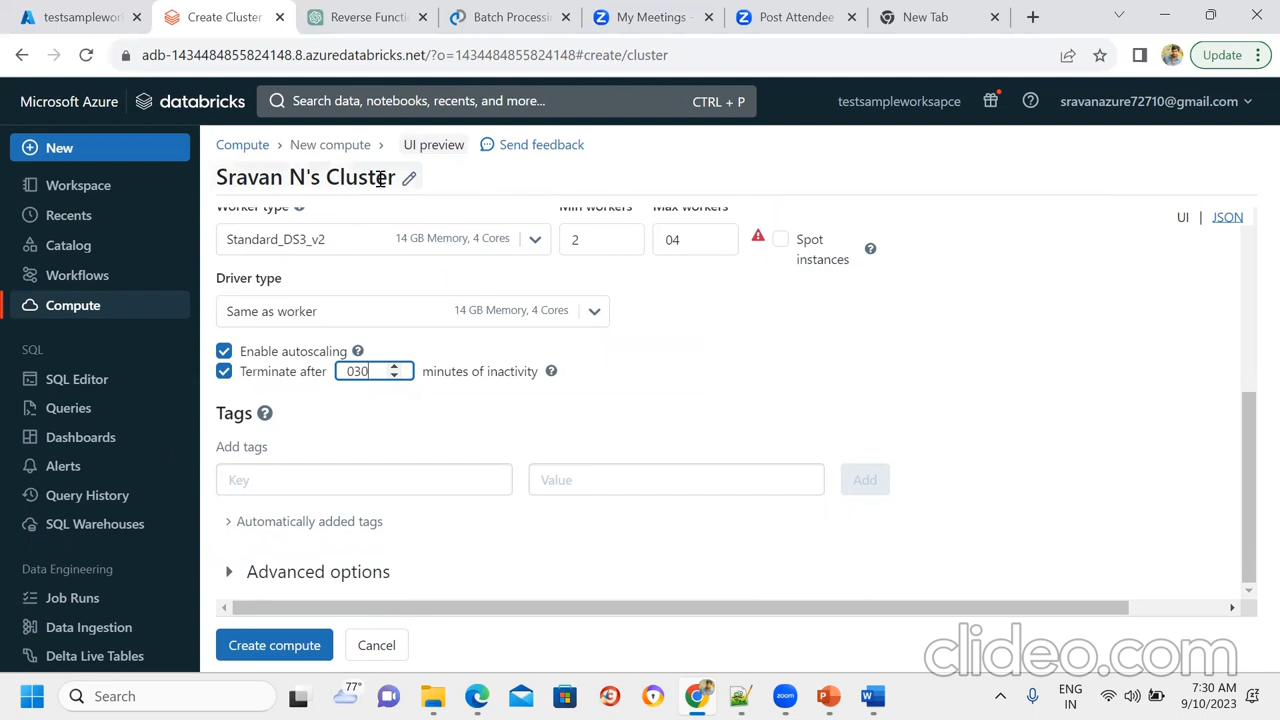 testsamplework
Create Cluster
Reverse Functi
Batch Processi
My Meetings -
Post Attendee
New Tab
adb-1434484855824148.8.azuredatabricks.net/?o=1434484855824148#create/cluster
Update
Microsoft Azure
databricks
Search data, notebooks, recents, and more...
CTRL + P
testsampleworksapce
sravanazure72710@gmail.com
New
Workspace
Recents
Catalog
Workflows
Compute
SQL
SQL Editor
Queries
Dashboards
Alerts
Query History
SQL Warehouses
Data Engineering
Job Runs
Data Ingestion
Delta Live Tables
Compute > New compute > UI preview Send feedback
Sravan N's Cluster
UI | JSON
Worker type Min workers Max workers
Standard_DS3_v2 14 GB Memory, 4 Cores 2 04 Spot instances
Driver type
Same as worker 14 GB Memory, 4 Cores
Enable autoscaling
Terminate after 030 minutes of inactivity
Tags
Add tags
Key Value Add
Automatically added tags
Advanced options
Create compute Cancel
clideo.com
77°
Search
ENG
IN
7:30 AM
9/10/2023